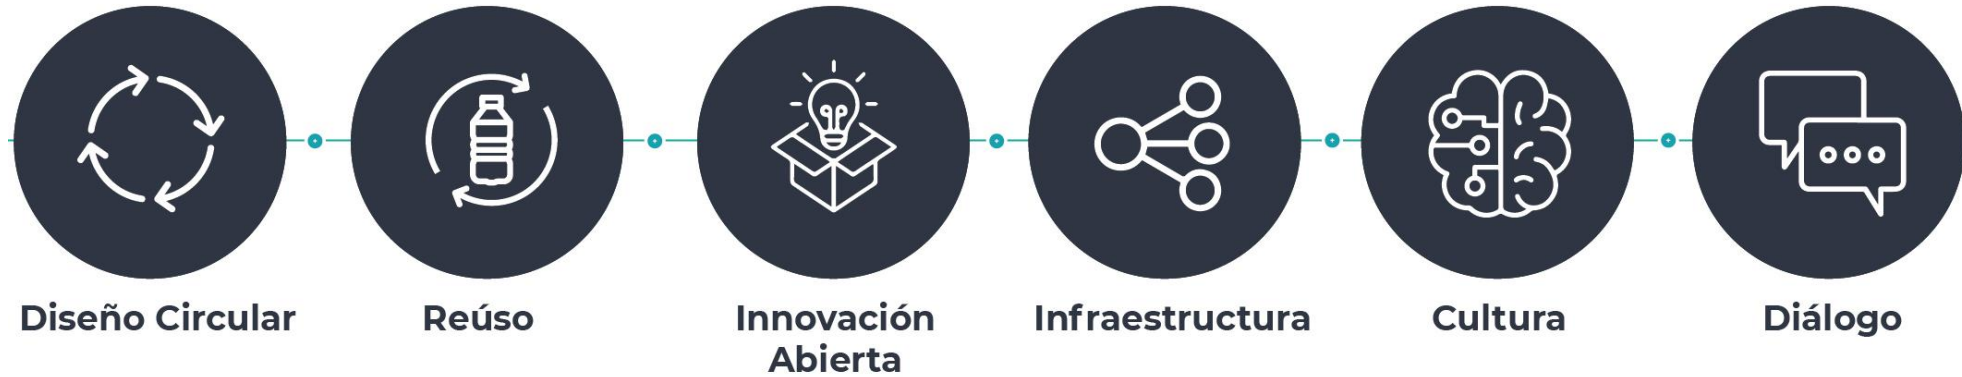 Diseño Circular
Reúso
Innovación
Abierta
Infraestructura
Cultura
Diálogo